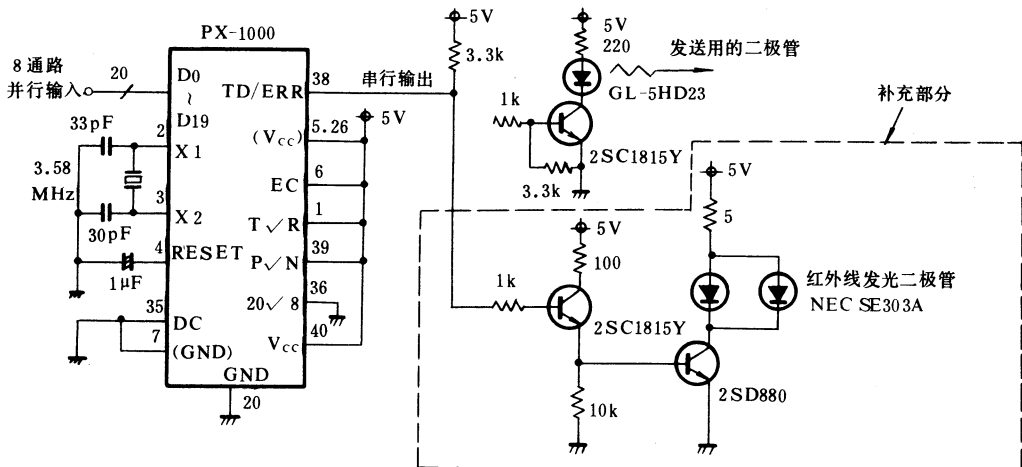 PX-1000
8通路
并行输入
20
D0
~
D19
33pF
2
X1
3.58
MHz
3
X2
30pF
4
RESET
1μF
35
DC
7
(GND)
GND
20
TD/ERR
38
串行输出
(Vcc)
5.26
5V
EC
6
T√R
1
P√N
39
20√8
36
Vcc
40
5V
3.3k
5V
220
发送用的二极管
GL-5HD23
1k
2SC1815Y
3.3k
补充部分
5V
5
5V
100
1k
2SC1815Y
红外线发光二极管
NEC SE303A
2SD880
10k